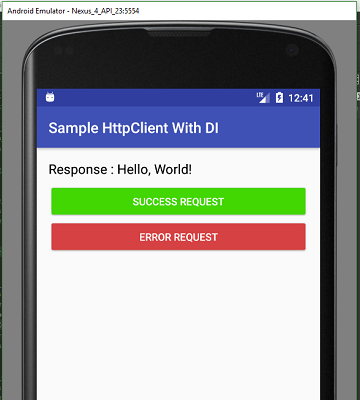 Android Emulator - Nexus_4_API_23:5554
LTE 12:41
Sample HttpClient With DI
Response : Hello, World!
SUCCESS REQUEST
ERROR REQUEST